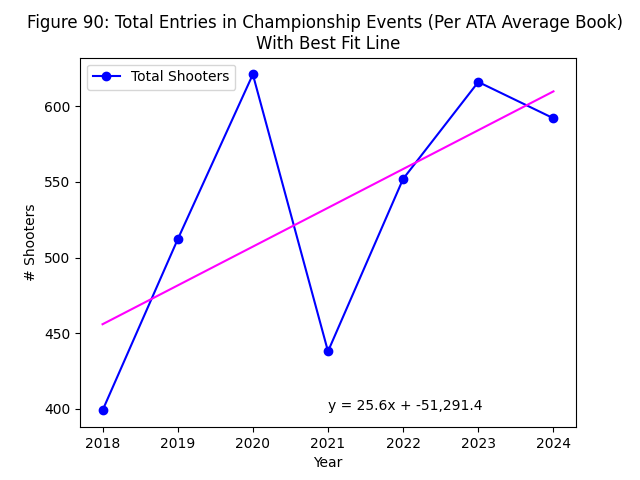 Figure 90: Total Entries in Championship Events (Per ATA Average Book)
With Best Fit Line
Total Shooters
600
550
500
450
400
# Shooters
y = 25.6x + -51,291.4
2018 2019 2020 2021 2022 2023 2024
Year